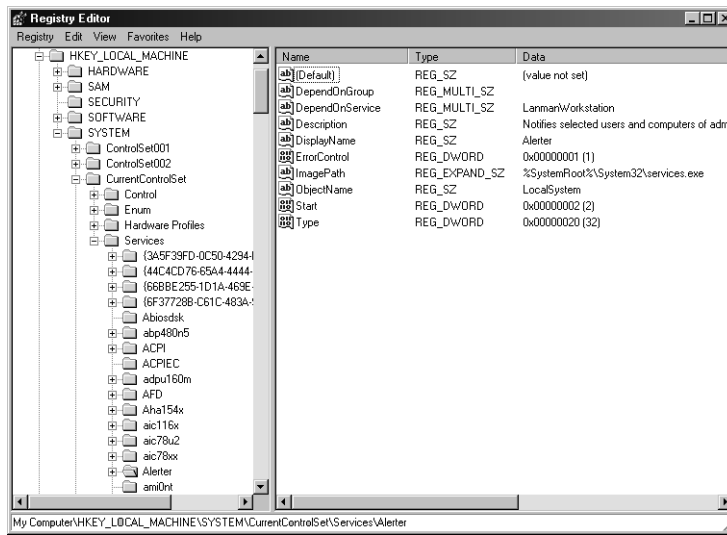 Registry Editor
Registry Edit View Favorites Help
HKEY_LOCAL_MACHINE
HARDWARE
SAM
SECURITY
SOFTWARE
SYSTEM
ControlSet001
ControlSet002
CurrentControlSet
Control
Enum
Hardware Profiles
Services
{3A5F39FD-0C50-4294-
{44C4CD76-65A4-4444-
{66BBE255-1D1A-469E-
{6F37728B-C61C-483A-
Abiosdsk
abp480n5
ACPI
ACPIEC
adpu160m
AFD
Aha154x
aic116x
aic78u2
aic78xx
Alerter
ami0nt
Name Type Data
(Default) REG_SZ (value not set)
DependOnGroup REG_MULTI_SZ
DependOnService REG_MULTI_SZ LanmanWorkstation
Description REG_SZ Notifies selected users and computers of adm
DisplayName REG_SZ Alerter
ErrorControl REG_DWORD 0x00000001 (1)
ImagePath REG_EXPAND_SZ %SystemRoot%\System32\services.exe
ObjectName REG_SZ LocalSystem
Start REG_DWORD 0x00000002 (2)
Type REG_DWORD 0x00000020 (32)
My Computer\HKEY_LOCAL_MACHINE\SYSTEM\CurrentControlSet\Services\Alerter